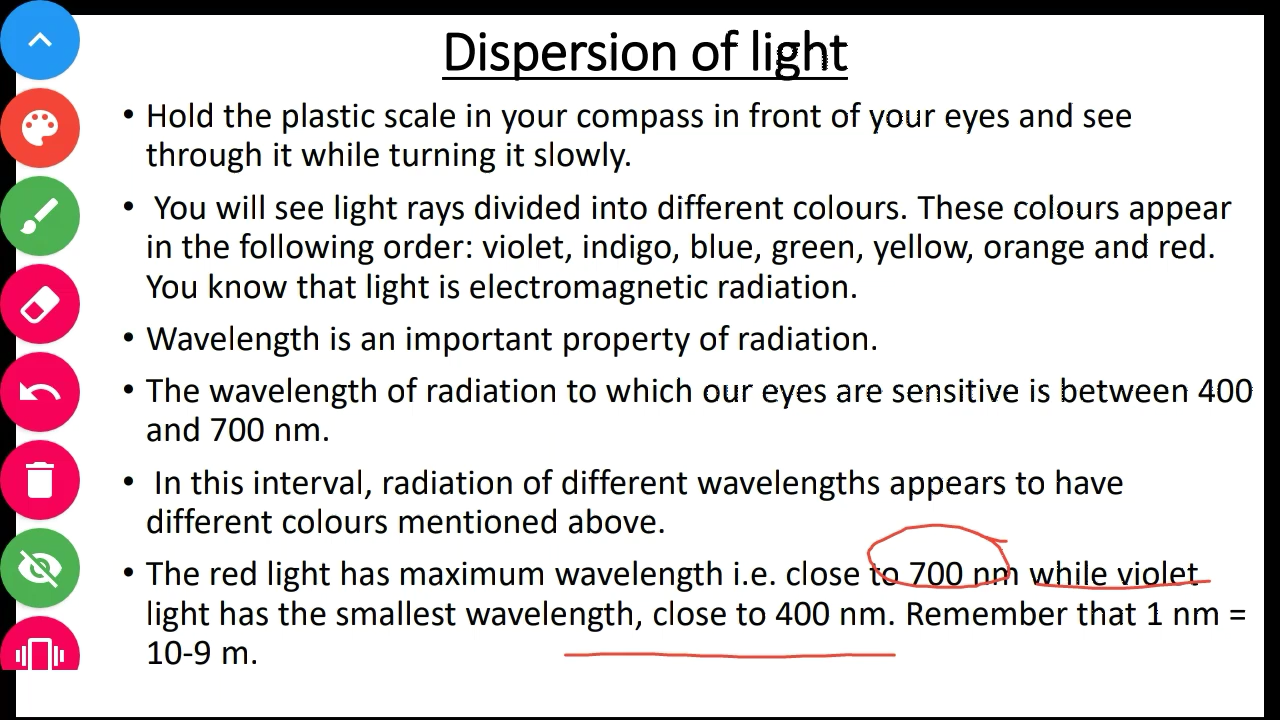 Dispersion of light
• Hold the plastic scale in your compass in front of your eyes and see
through it while turning it slowly.
• You will see light rays divided into different colours. These colours appear
in the following order: violet, indigo, blue, green, yellow, orange and red.
You know that light is electromagnetic radiation.
• Wavelength is an important property of radiation.
• The wavelength of radiation to which our eyes are sensitive is between 400
and 700 nm.
• In this interval, radiation of different wavelengths appears to have
different colours mentioned above.
• The red light has maximum wavelength i.e. close to 700 nm while violet
light has the smallest wavelength, close to 400 nm. Remember that 1 nm =
10-9 m.